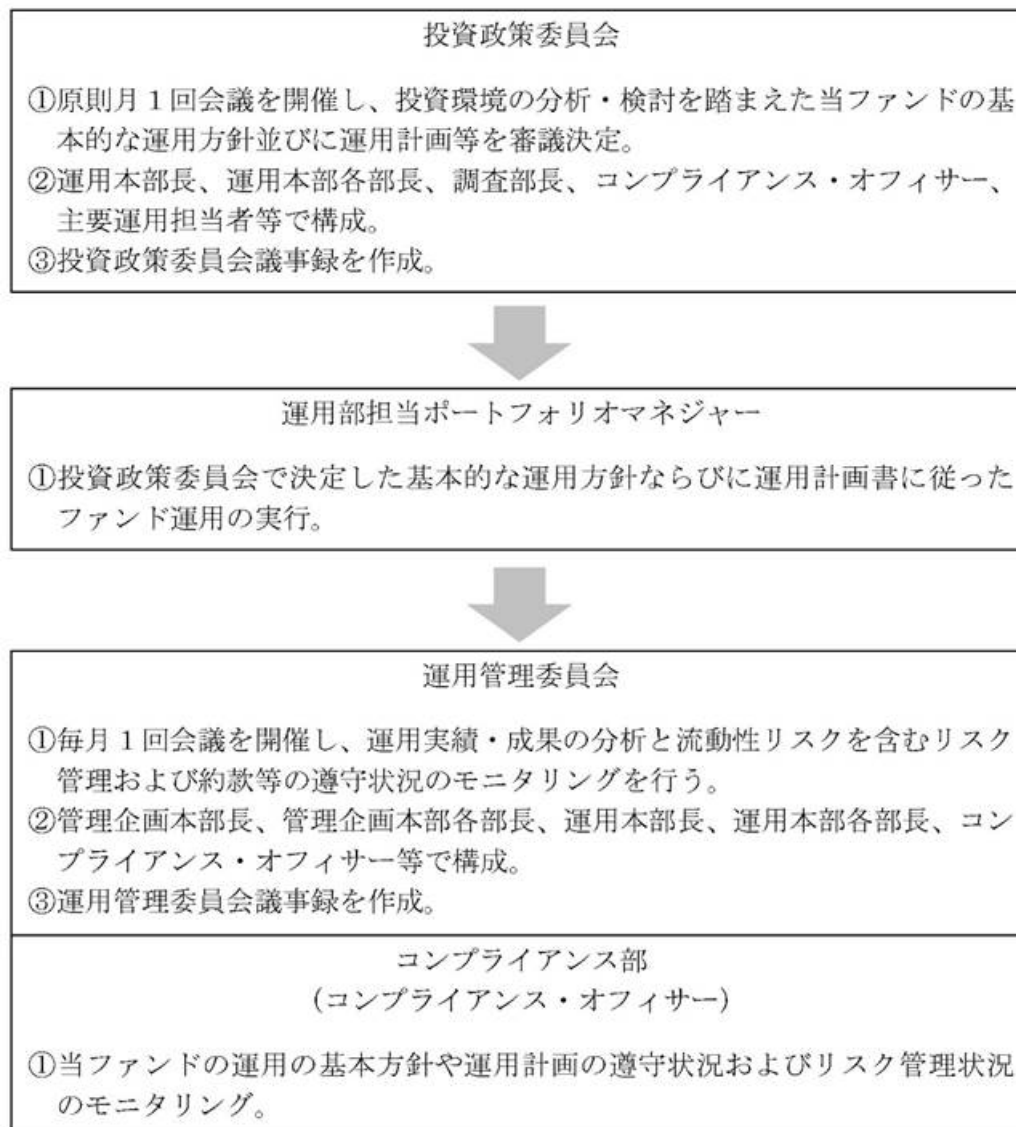 投資政策委員会
①原則月１回会議を開催し、投資環境の分析・検討を踏まえた当ファンドの基
本的な運用方針並びに運用計画等を審議決定。
②運用本部長、運用本部各部長、調査部長、コンプライアンス・オフィサー、
主要運用担当者等で構成。
③投資政策委員会議事録を作成。
運用部担当ポートフォリオマネジャー
①投資政策委員会で決定した基本的な運用方針ならびに運用計画書に従った
ファンド運用の実行。
運用管理委員会
①毎月１回会議を開催し、運用実績・成果の分析と流動性リスクを含むリスク
管理および約款等の遵守状況のモニタリングを行う。
②管理企画本部長、管理企画本部各部長、運用本部長、運用本部各部長、コン
プライアンス・オフィサー等で構成。
③運用管理委員会議事録を作成。
コンプライアンス部
（コンプライアンス・オフィサー）
①当ファンドの運用の基本方針や運用計画の遵守状況およびリスク管理状況
のモニタリング。